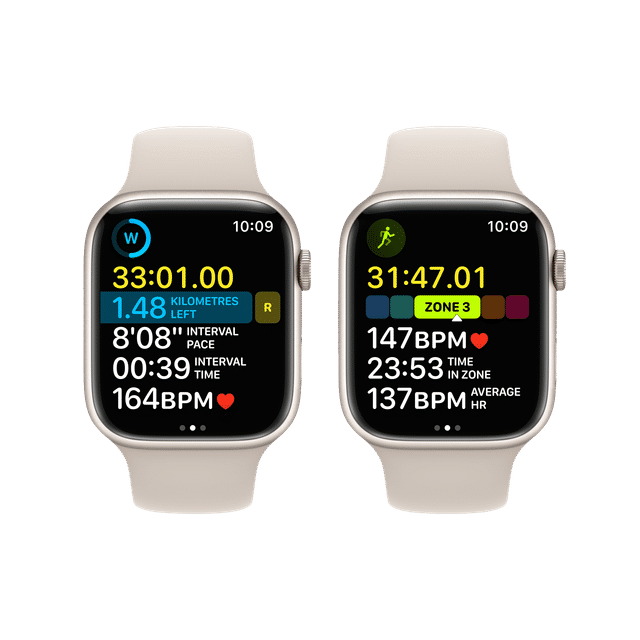 W
10:09
33:01.00
1.48 KILOMETRES LEFT
R
8'08" INTERVAL PACE
00:39 INTERVAL TIME
164BPM
10:09
31:47.01
ZONE 3
147BPM
23:53 TIME IN ZONE
137BPM AVERAGE HR